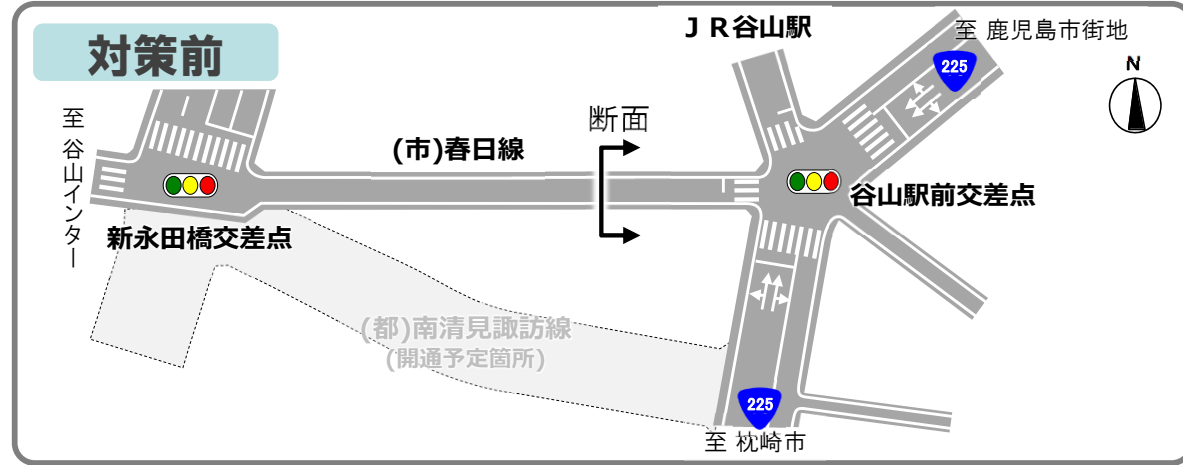 対策前
ＪＲ谷山駅
至 鹿児島市街地
225
N
至 谷山インター
断面
(市)春日線
谷山駅前交差点
新永田橋交差点
(都)南清見諏訪線
(開通予定箇所)
225
至 枕崎市